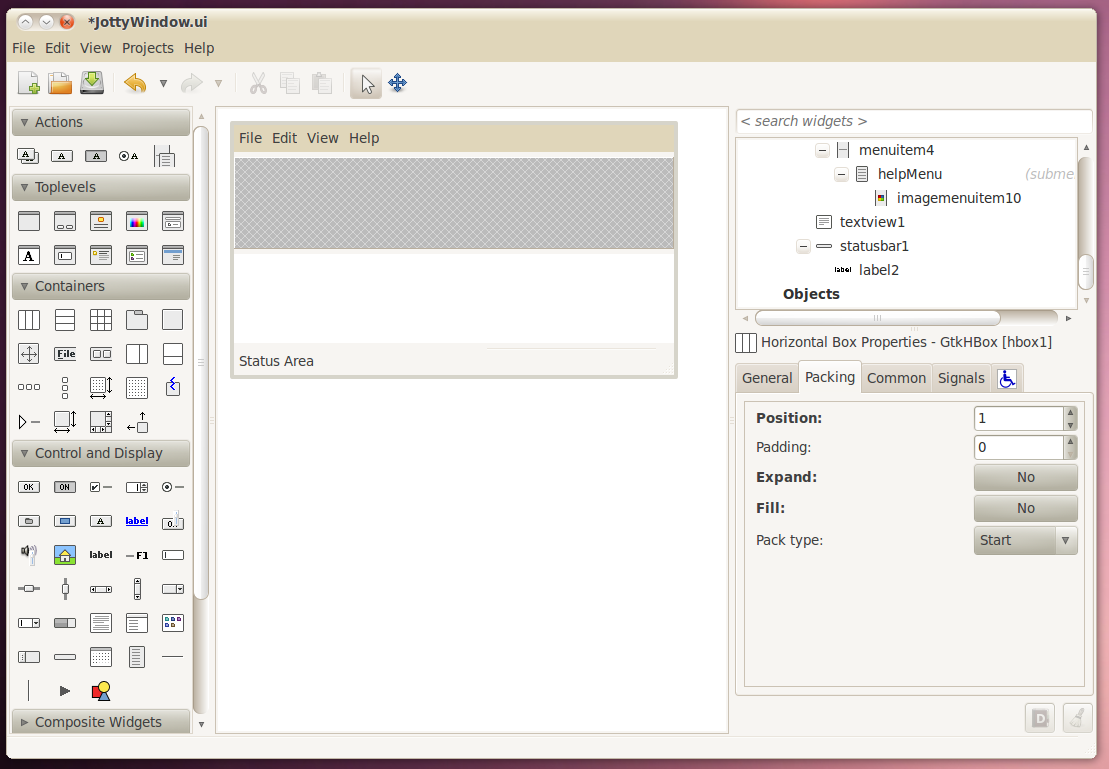 *JottyWindow.ui
File Edit View Projects Help
Actions
A A A A
Toplevels
A
Containers
File
Control and Display
OK ON
A label 0.
label F1
Composite Widgets
File Edit View Help
Status Area
< search widgets >
menuitem4
helpMenu (subme
imagemenuitem10
textview1
statusbar1
label label2
Objects
Horizontal Box Properties - GtkHBox [hbox1]
General Packing Common Signals
Position: 1
Padding: 0
Expand: No
Fill: No
Pack type: Start
D